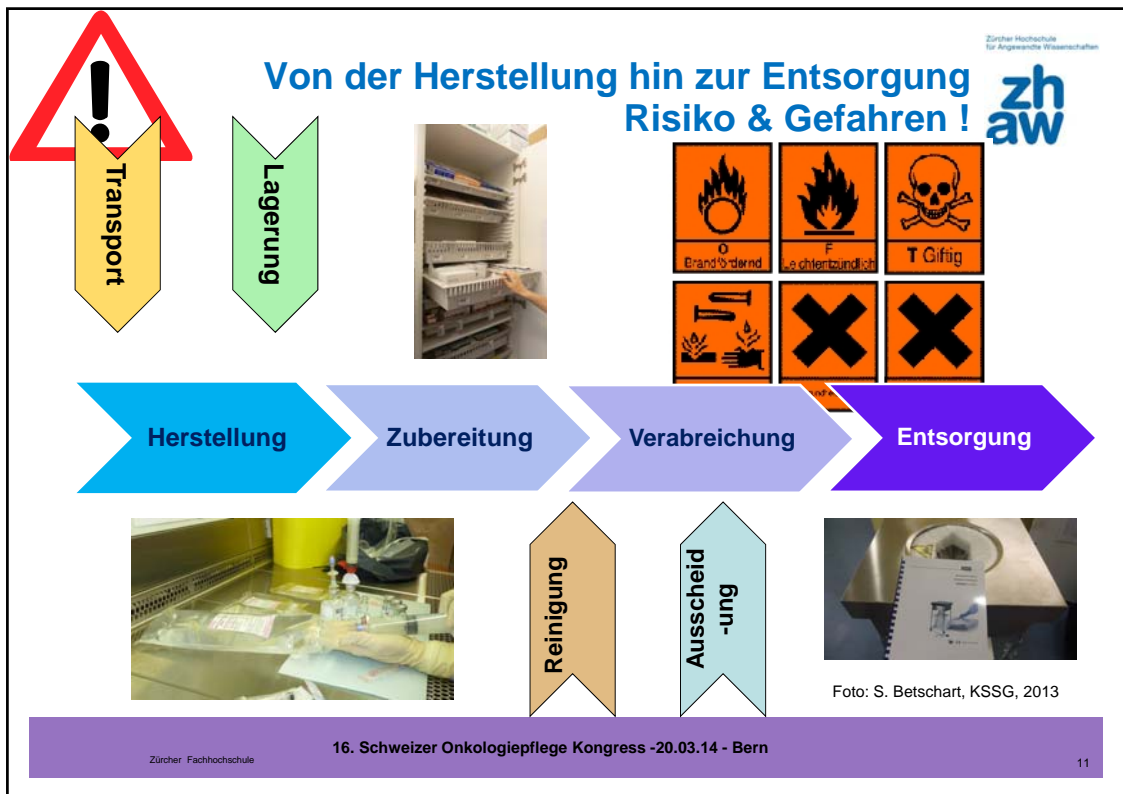 Zürcher Hochschule
für Angewandte Wissenschaften
zh
aw
Von der Herstellung hin zur Entsorgung
Risiko & Gefahren !
Transport
Lagerung
O
Brandfördernd
F
Leichtentzündlich
T Giftig
Herstellung
Zubereitung
Verabreichung
Entsorgung
Reinigung
Ausscheid
-ung
Foto: S. Betschart, KSSG, 2013
16. Schweizer Onkologiepflege Kongress -20.03.14 - Bern
Zürcher Fachhochschule
11